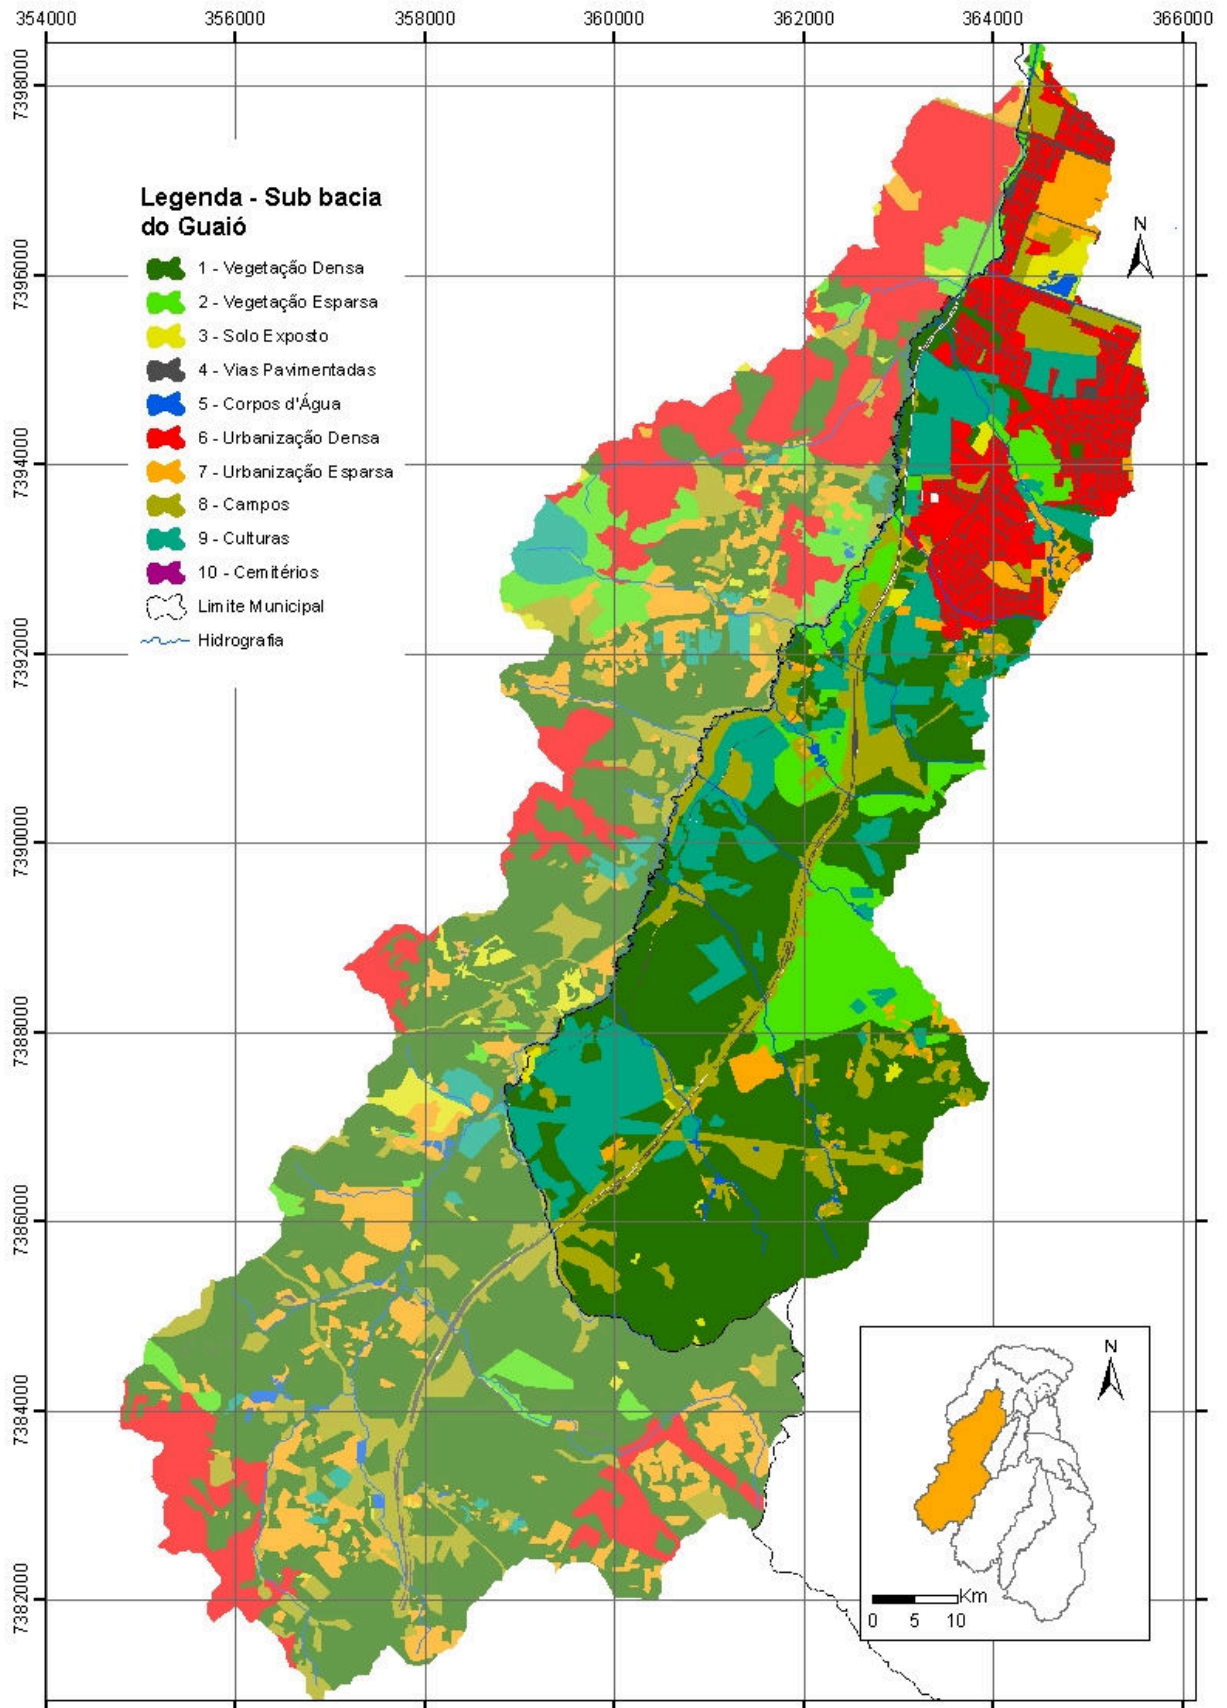 354000 356000 358000 360000 362000 364000 366000
7398000
7396000
7394000
7392000
7390000
7388000
7386000
7384000
7382000
Legenda - Sub bacia
do Guaió
1 - Vegetação Densa
2 - Vegetação Esparsa
3 - Solo Exposto
4 - Vias Pavimentadas
5 - Corpos d'Água
6 - Urbanização Densa
7 - Urbanização Esparsa
8 - Campos
9 - Culturas
10 - Cemitérios
Limite Municipal
Hidrografia
N
N
Km
0 5 10